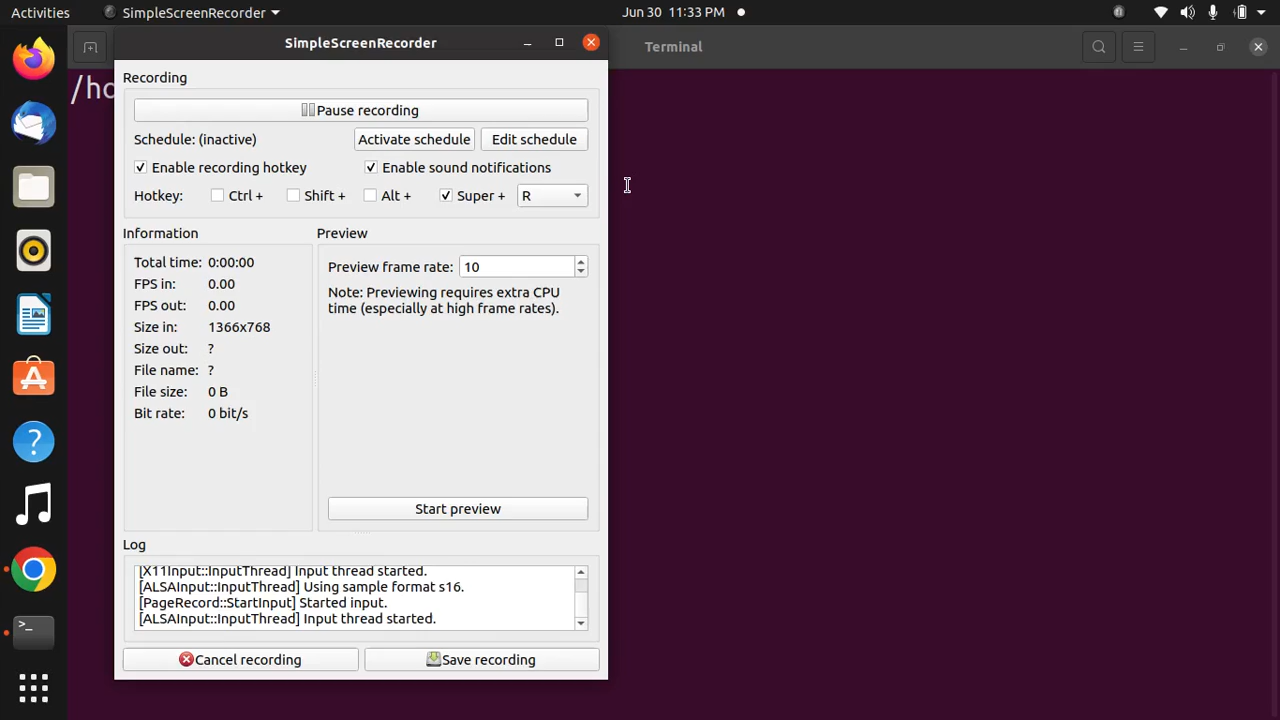 Activities SimpleScreenRecorder Jun 30 11:33 PM
SimpleScreenRecorder
Terminal
/ho
Recording
Pause recording
Schedule: (inactive) Activate schedule Edit schedule
Enable recording hotkey Enable sound notifications
Hotkey: Ctrl + Shift + Alt + Super + R
Information
Total time: 0:00:00
FPS in: 0.00
FPS out: 0.00
Size in: 1366x768
Size out: ?
File name: ?
File size: 0 B
Bit rate: 0 bit/s
Preview
Preview frame rate: 10
Note: Previewing requires extra CPU
time (especially at high frame rates).
Start preview
Log
[X11Input::InputThread] Input thread started.
[ALSAInput::InputThread] Using sample format s16.
[PageRecord::StartInput] Started input.
[ALSAInput::InputThread] Input thread started.
Cancel recording Save recording